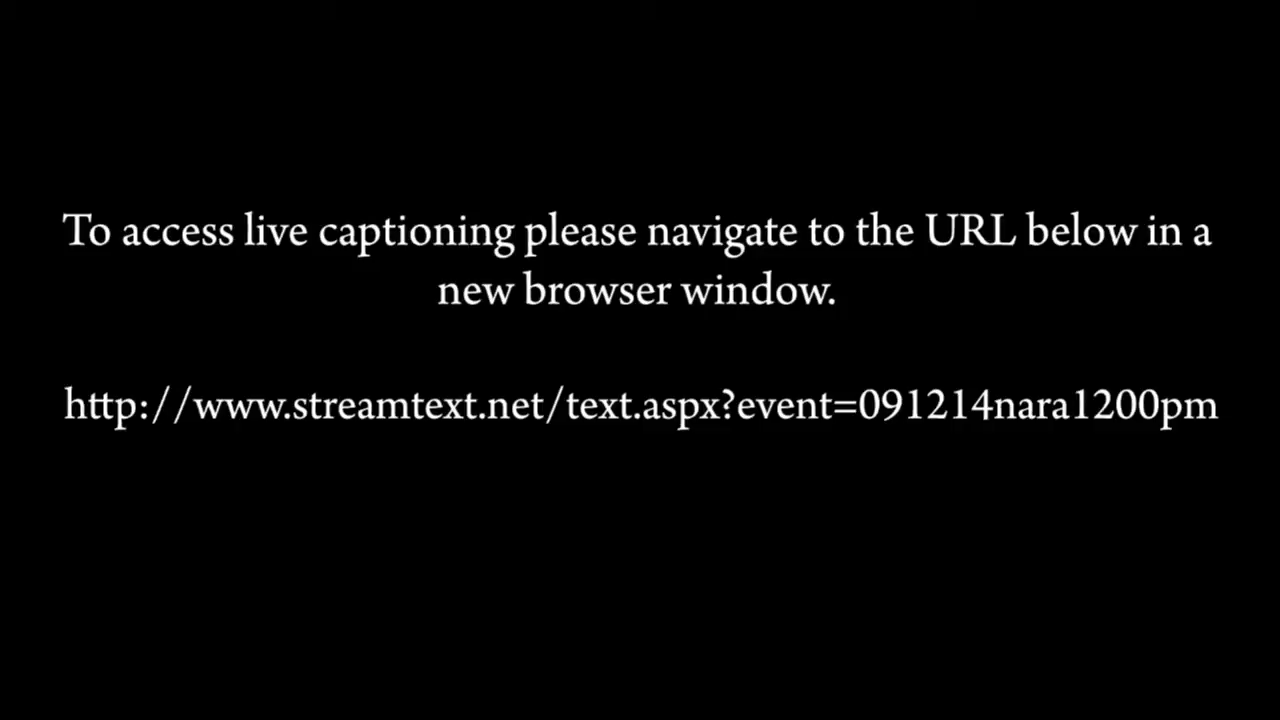 To access live captioning please navigate to the URL below in a
new browser window.
http://www.streamtext.net/text.aspx?event=091214nara1200pm